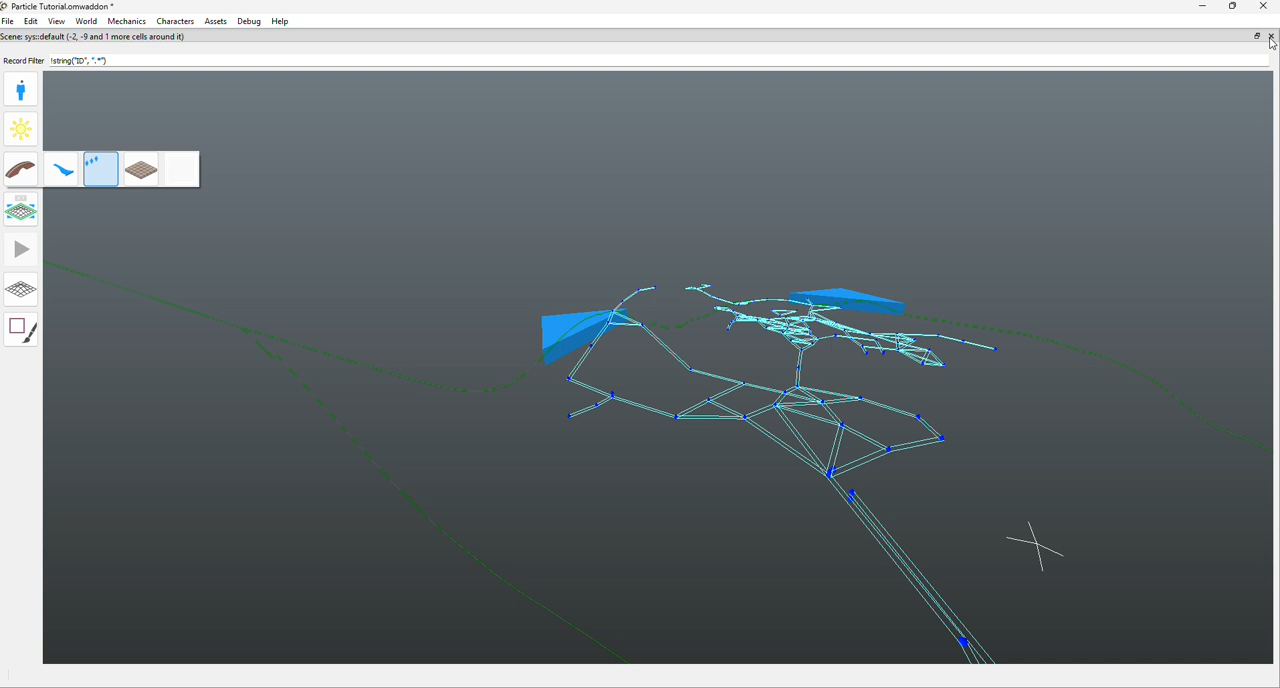 Particle Tutorial.omwaddon *
File Edit View World Mechanics Characters Assets Debug Help
Scene: sys::default (-2, -9 and 1 more cells around it)
Record Filter !string("ID", ".*")